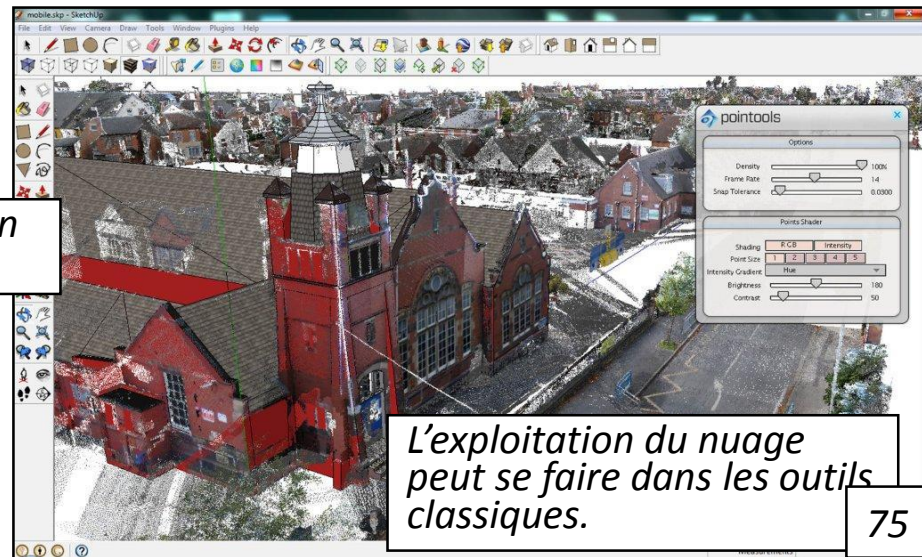 mobile.skp - SketchUp
File Edit View Camera Draw Tools Window Plugins Help
pointools
Options
Density 100%
Frame Rate 14
Snap Tolerance 0.0300
Points Shader
Shading RGB Intensity
Point Size 1 2 3 4 5
Intensity Gradient Hue
Brightness 180
Contrast 50
n
L’exploitation du nuage
peut se faire dans les outils
classiques.
75
Measurements